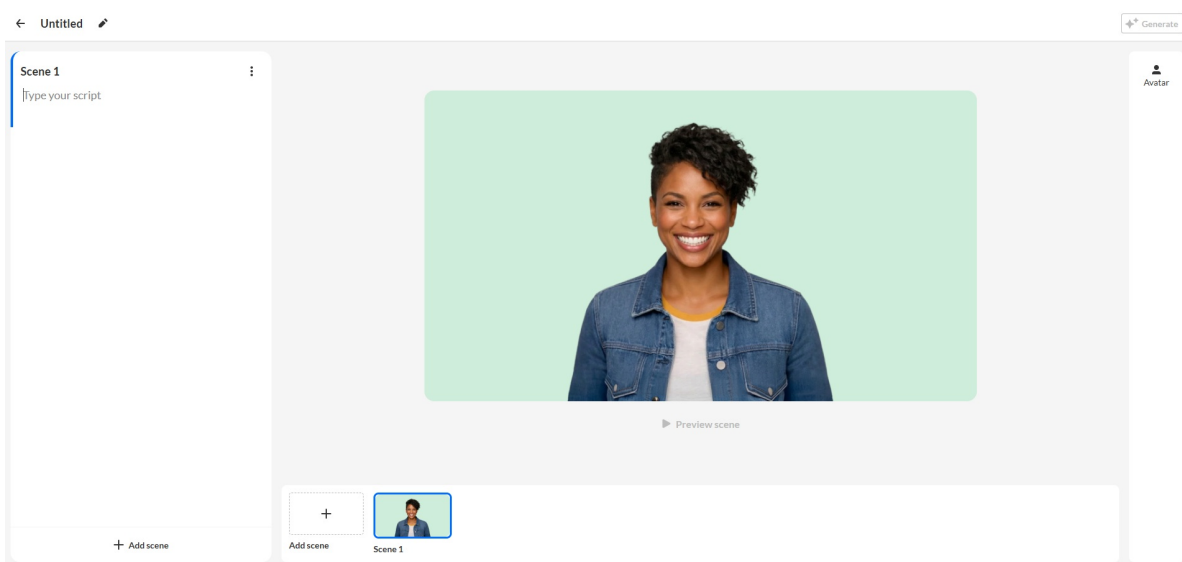 Untitled
Generate
Scene 1
Type your script
Avatar
Preview scene
Add scene
Add scene
Scene 1